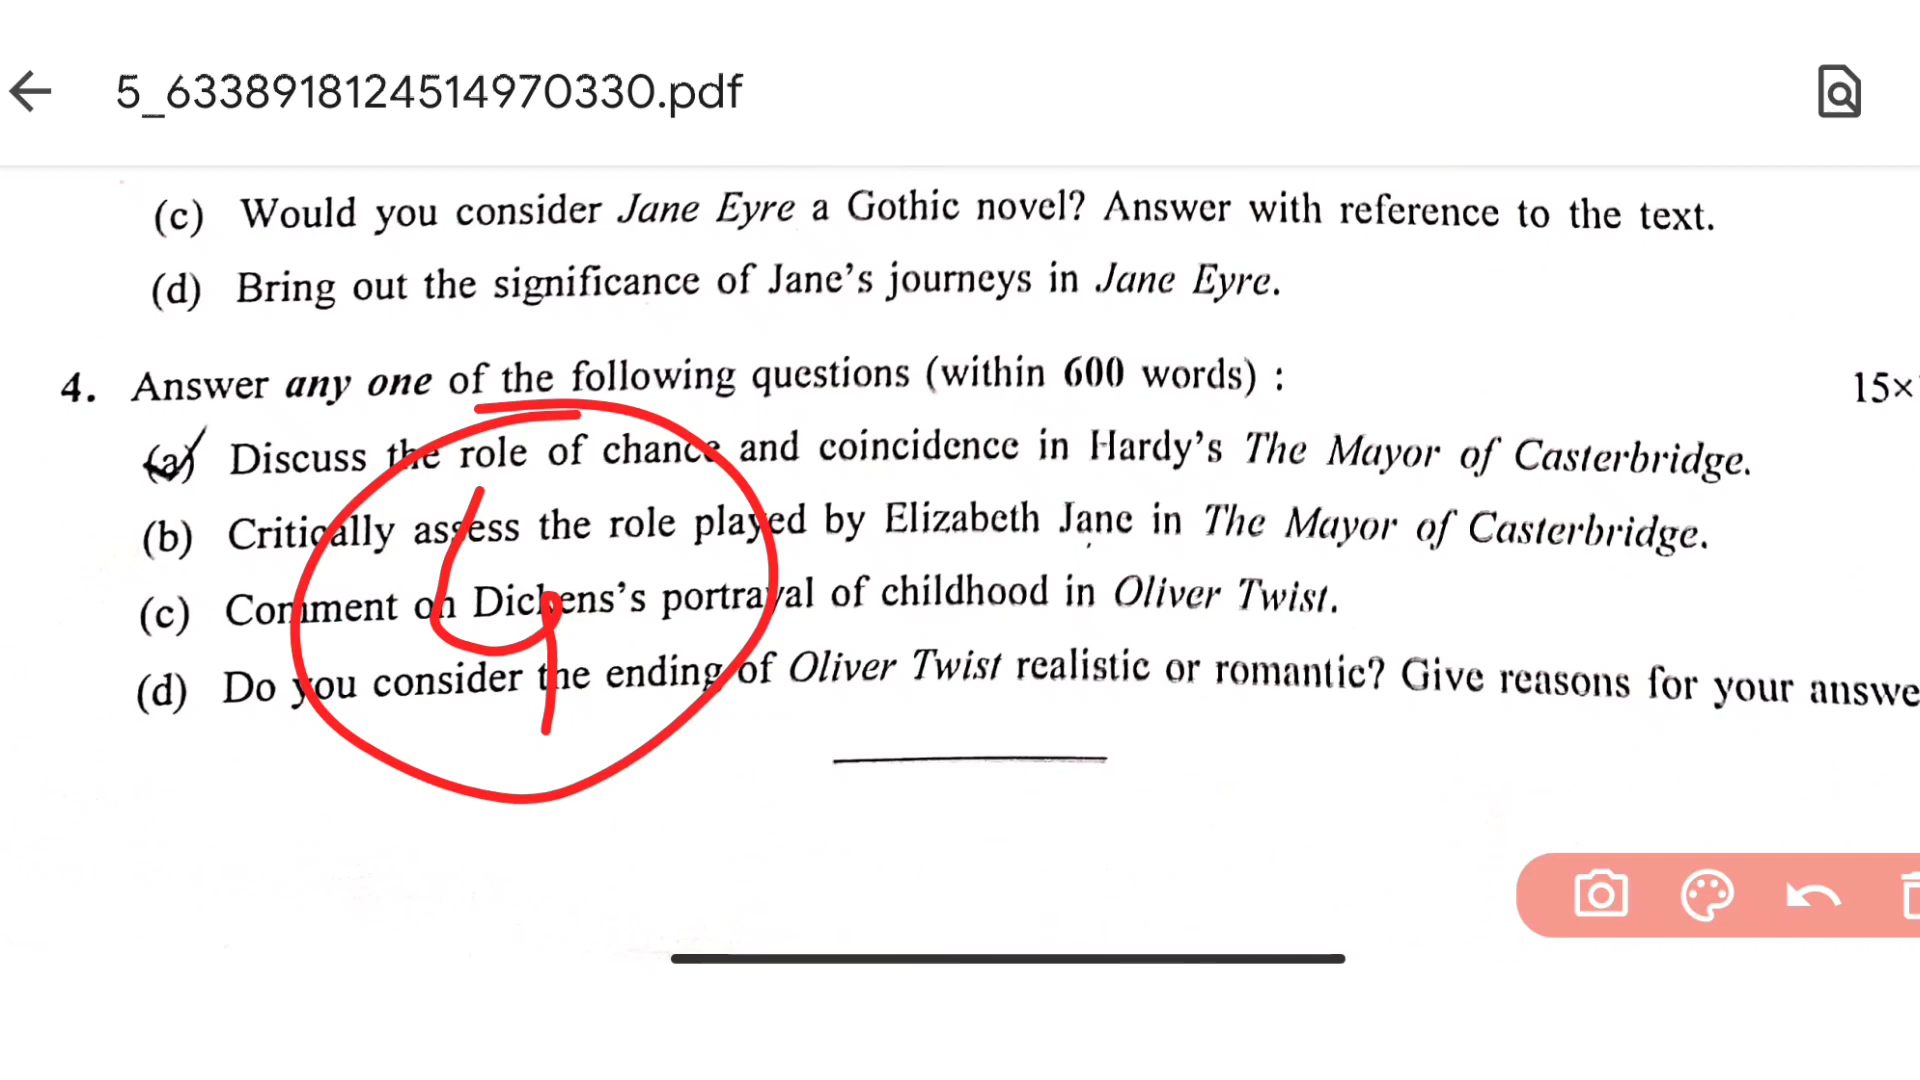 5_6338918124514970330.pdf
(c) Would you consider Jane Eyre a Gothic novel? Answer with reference to the text.
(d) Bring out the significance of Jane's journeys in Jane Eyre.
4. Answer any one of the following questions (within 600 words) : 15×
(a) Discuss the role of chance and coincidence in Hardy's The Mayor of Casterbridge.
(b) Critically assess the role played by Elizabeth Jane in The Mayor of Casterbridge.
(c) Comment on Dickens's portrayal of childhood in Oliver Twist.
(d) Do you consider the ending of Oliver Twist realistic or romantic? Give reasons for your answe
4